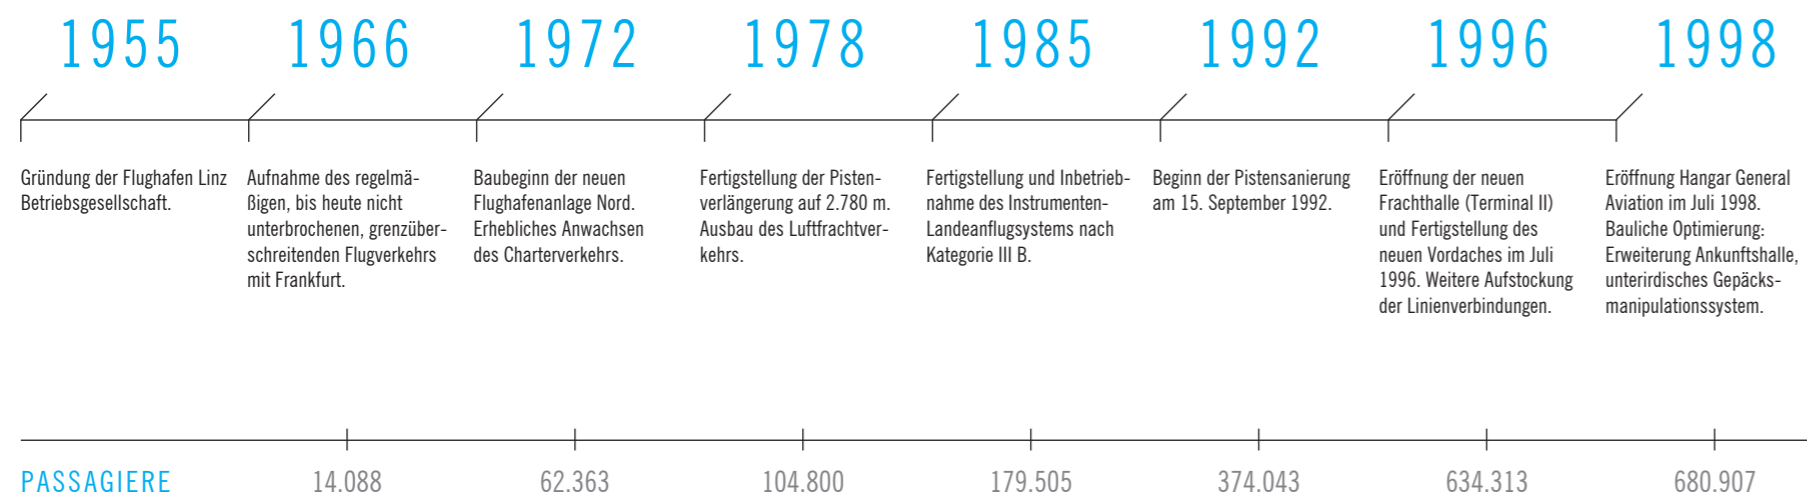 1955
1966
1972
1978
1985
1992
1996
1998
Gründung der Flughafen Linz
Betriebsgesellschaft.
Aufnahme des regelmä-
ßigen, bis heute nicht
unterbrochenen, grenzüber-
schreitenden Flugverkehrs
mit Frankfurt.
Baubeginn der neuen
Flughafenanlage Nord.
Erhebliches Anwachsen
des Charterverkehrs.
Fertigstellung der Pisten-
verlängerung auf 2.780 m.
Ausbau des Luftfrachtver-
kehrs.
Fertigstellung und Inbetrieb-
nahme des Instrumenten-
Landeanflugsystems nach
Kategorie III B.
Beginn der Pistensanierung
am 15. September 1992.
Eröffnung der neuen
Frachthalle (Terminal II)
und Fertigstellung des
neuen Vordaches im Juli
1996. Weitere Aufstockung
der Linienverbindungen.
Eröffnung Hangar General
Aviation im Juli 1998.
Bauliche Optimierung:
Erweiterung Ankunftshalle,
unterirdisches Gepäcks-
manipulationssystem.
PASSAGIERE
14.088
62.363
104.800
179.505
374.043
634.313
680.907